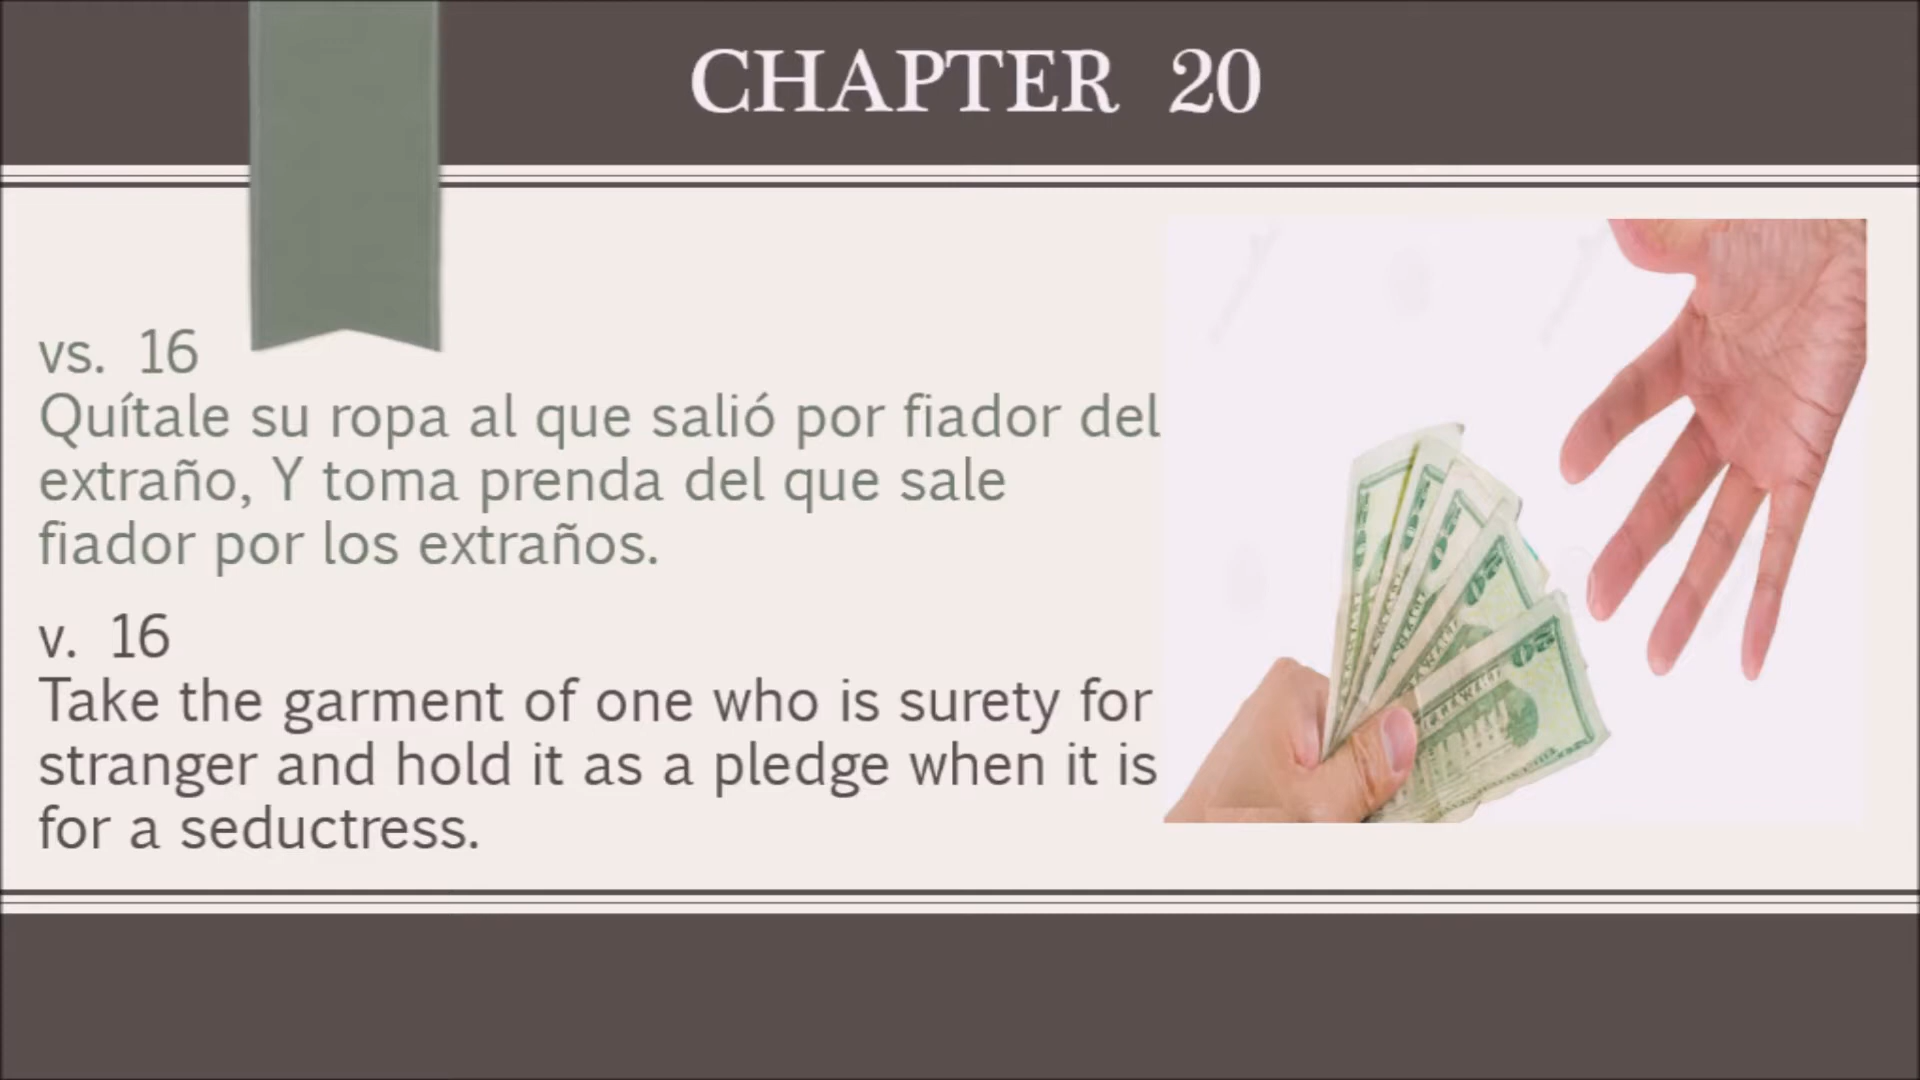 CHAPTER 20
vs. 16
Quítale su ropa al que salió por fiador del
extraño, Y toma prenda del que sale
fiador por los extraños.
v. 16
Take the garment of one who is surety for
stranger and hold it as a pledge when it is
for a seductress.